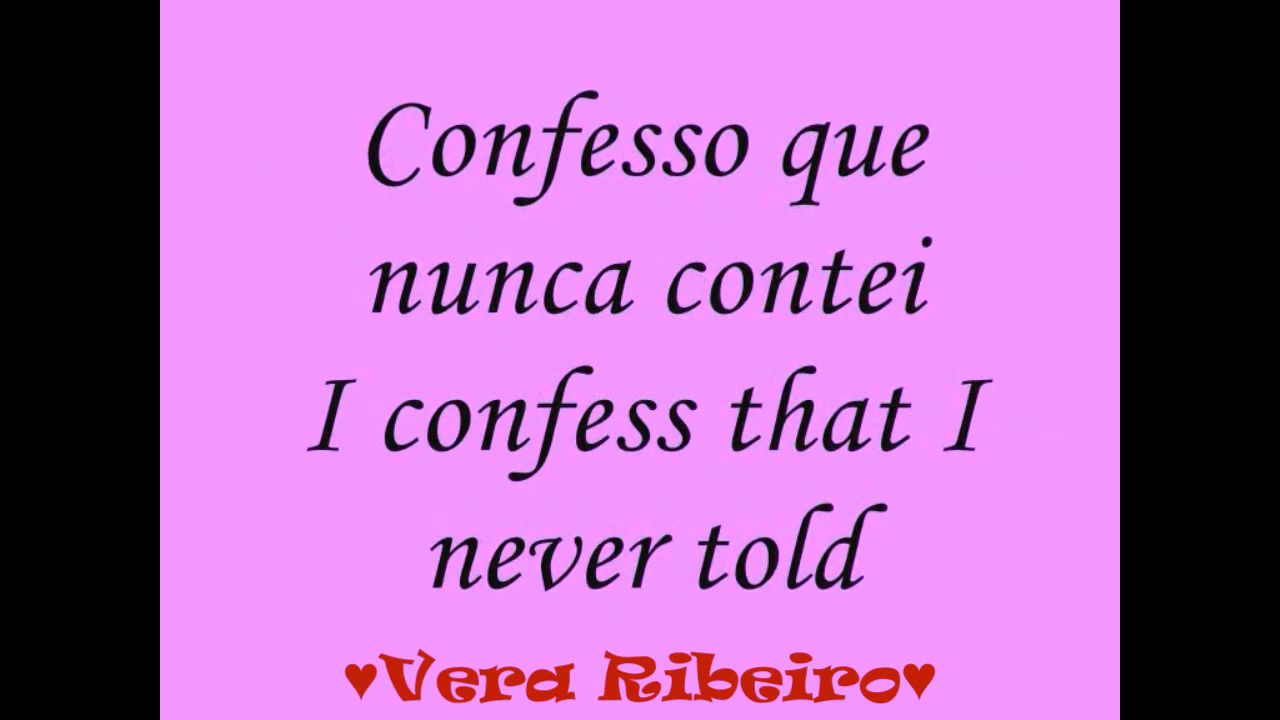 Confesso que
nunca contei
I confess that I
never told
♥Vera Ribeiro♥